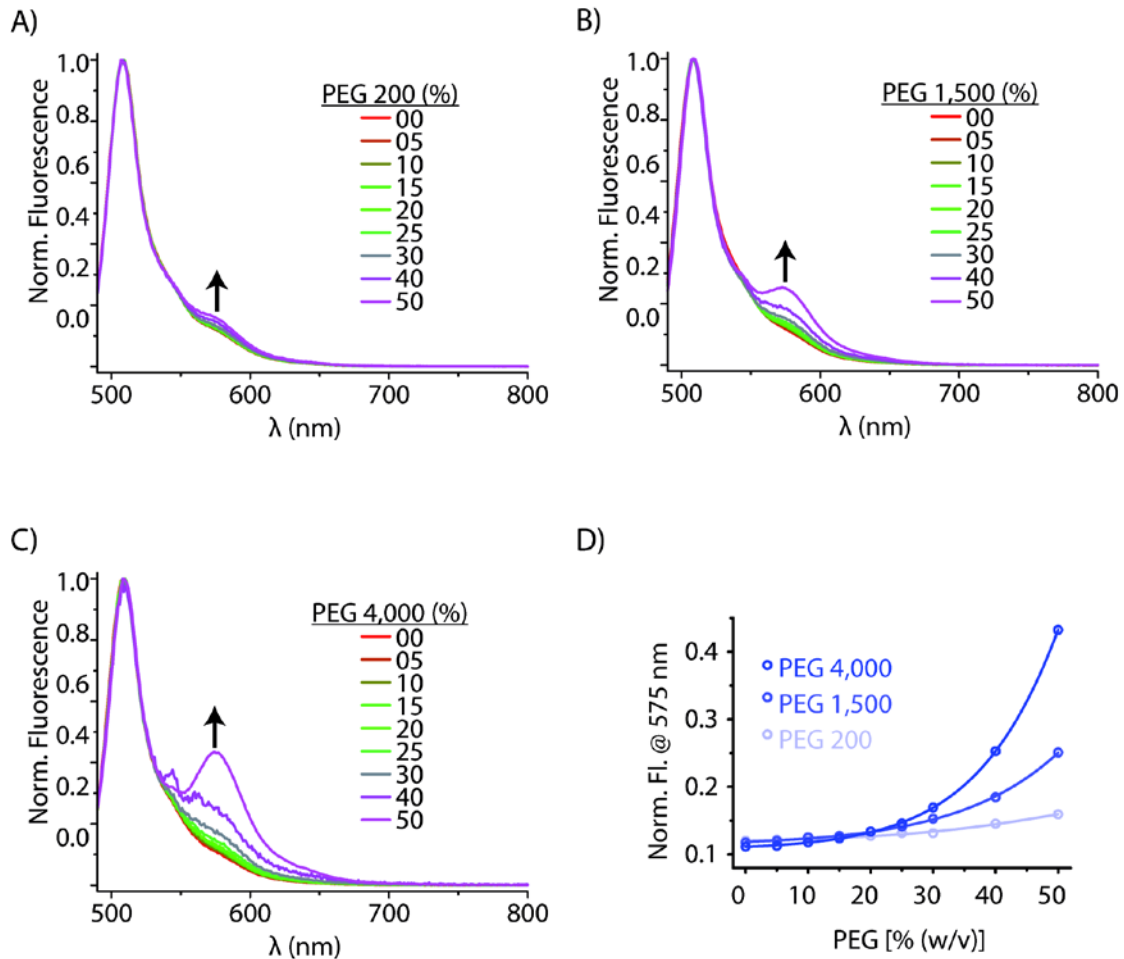 A)
Norm. Fluorescence
1.0
0.8
0.6
0.4
0.2
0.0
PEG 200 (%)
00
05
10
15
20
25
30
40
50
500 600 700 800
λ (nm)
B)
Norm. Fluorescence
1.0
0.8
0.6
0.4
0.2
0.0
PEG 1,500 (%)
00
05
10
15
20
25
30
40
50
500 600 700 800
λ (nm)
C)
Norm. Fluorescence
1.0
0.8
0.6
0.4
0.2
0.0
PEG 4,000 (%)
00
05
10
15
20
25
30
40
50
500 600 700 800
λ (nm)
D)
Norm. Fl. @ 575 nm
0.4
0.3
0.2
0.1
PEG 4,000
PEG 1,500
PEG 200
0 10 20 30 40 50
PEG [% (w/v)]